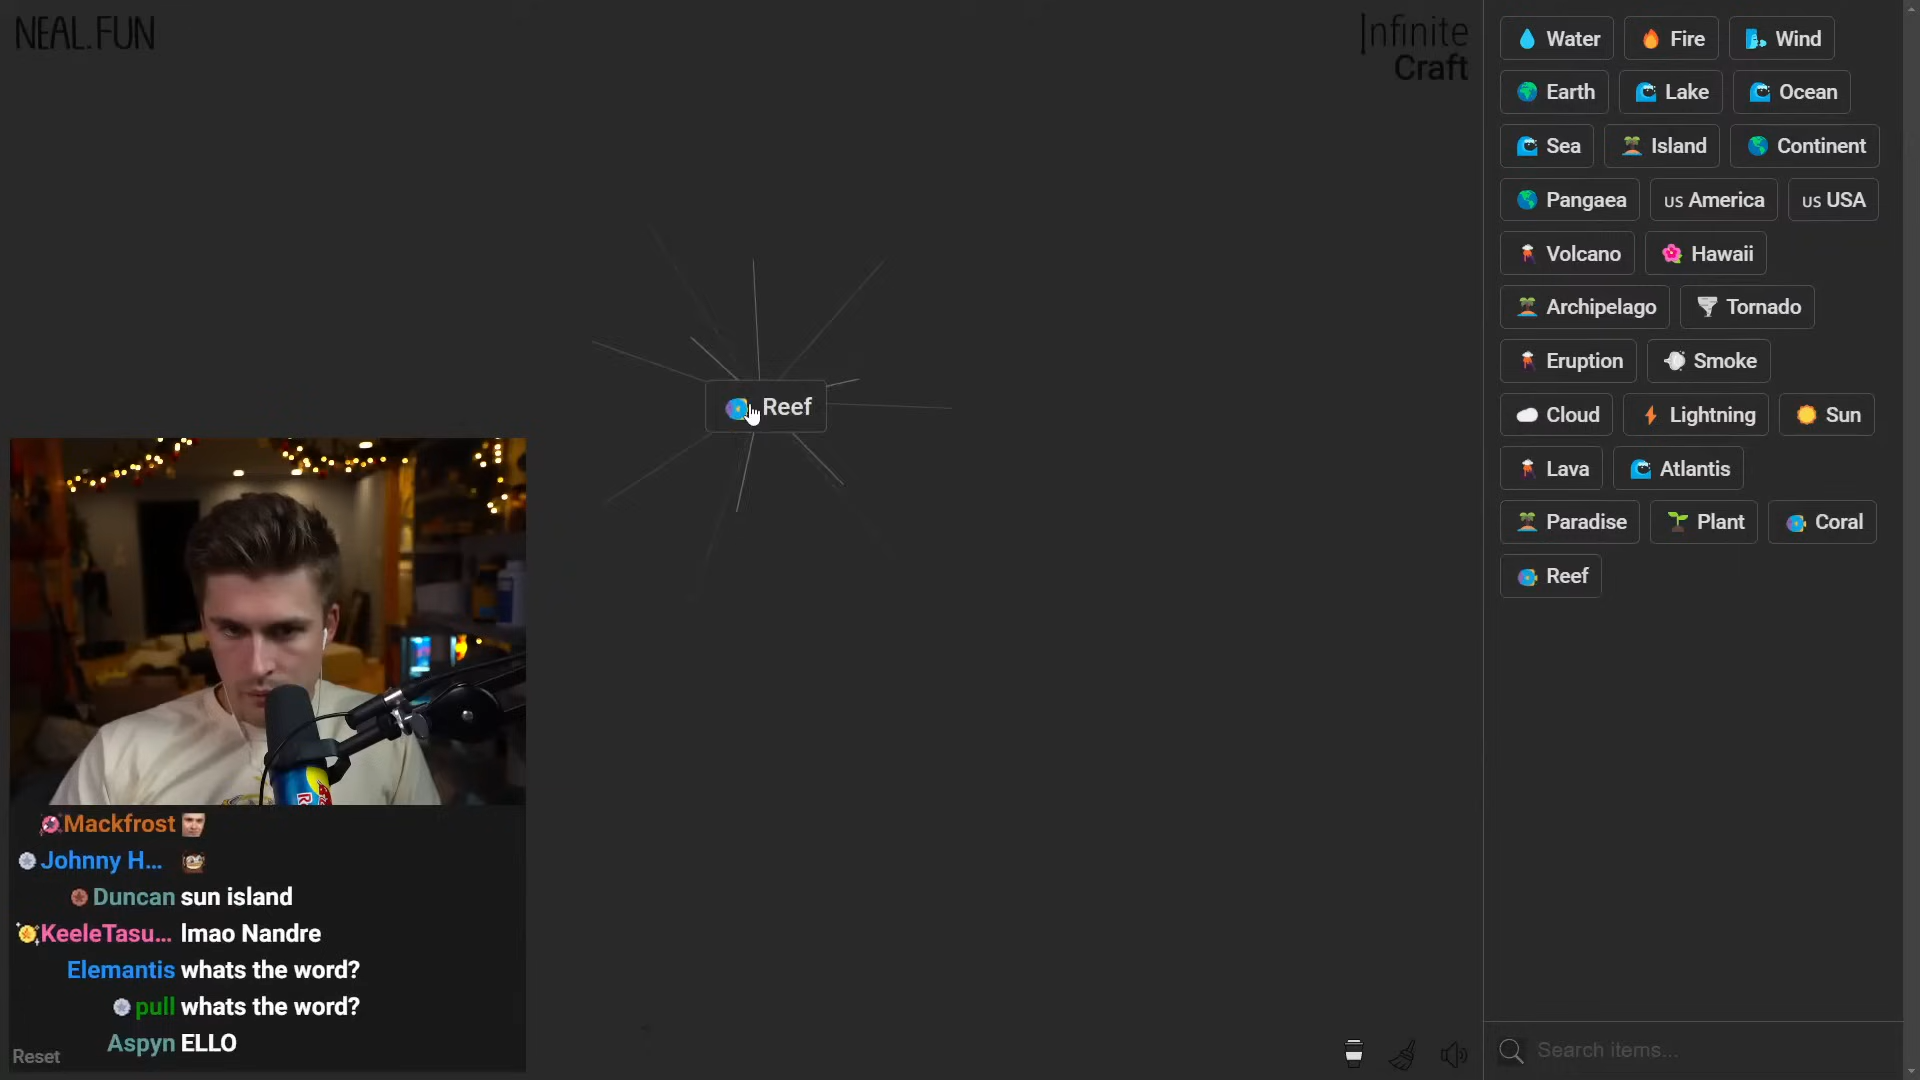 NEAL.FUN
Infinite
Craft
Reef
Water Fire Wind
Earth Lake Ocean
Sea Island Continent
Pangaea US America US USA
Volcano Hawaii
Archipelago Tornado
Eruption Smoke
Cloud Lightning Sun
Lava Atlantis
Paradise Plant Coral
Reef
Mackfrost
Johnny H...
Duncan sun island
KeeleTasu... lmao Nandre
Elemantis whats the word?
pull whats the word?
Aspyn ELLO
Reset
Search items...